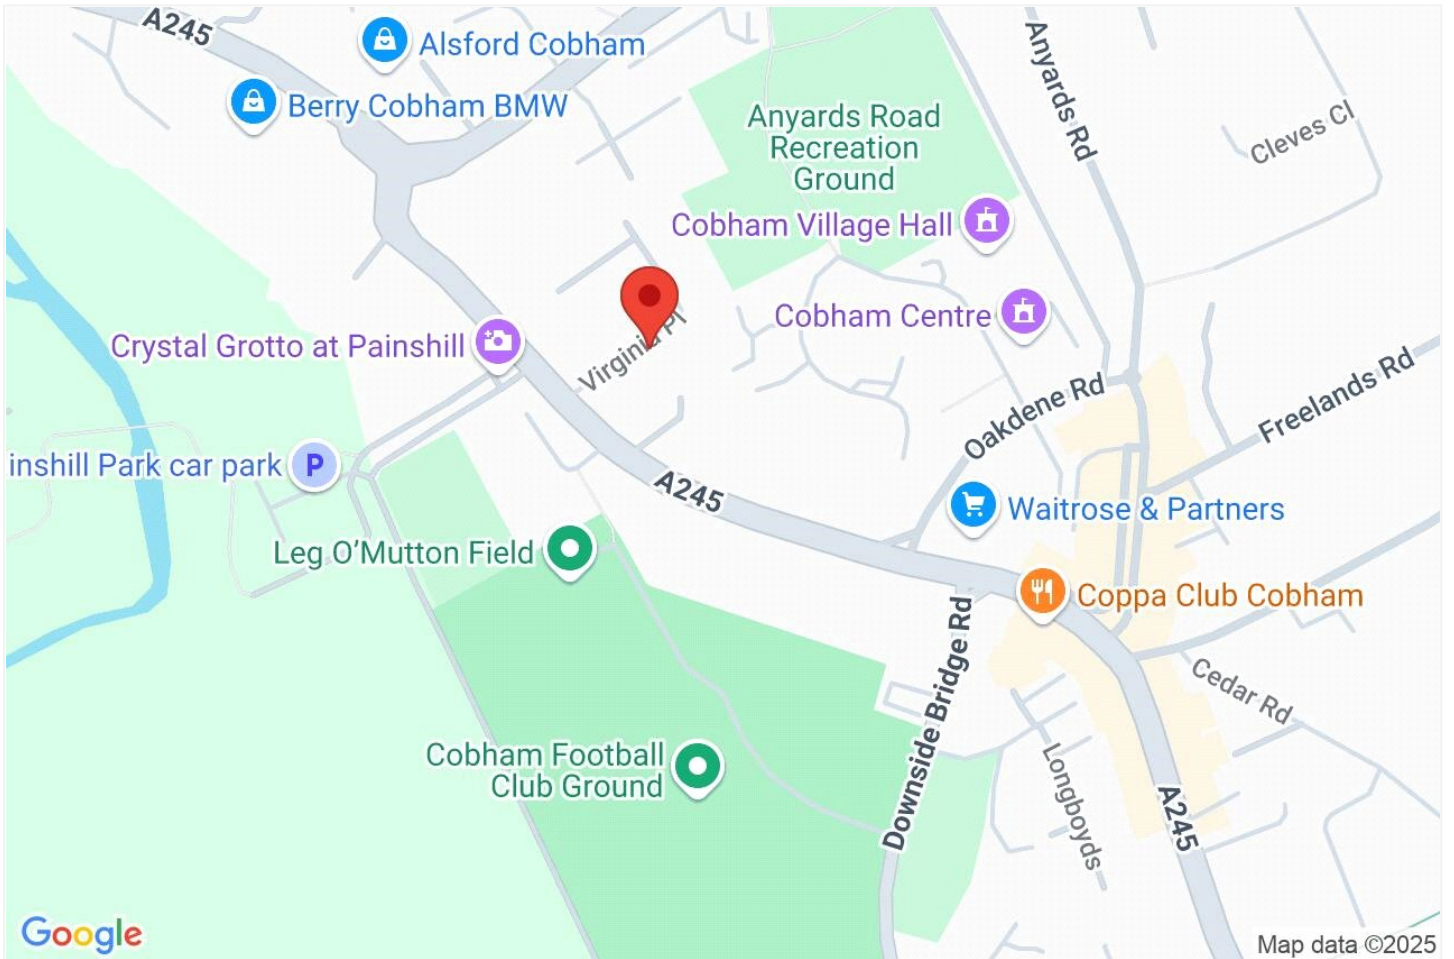 A245
Alsford Cobham
Berry Cobham BMW
Anyards Rd
Anyards Road
Recreation
Ground
Cleves Cl
Cobham Village Hall
Cobham Centre
Crystal Grotto at Painshill
Virginia Pl
Oakdene Rd
Freelands Rd
inshill Park car park
P
A245
Waitrose & Partners
Leg O'Mutton Field
Coppa Club Cobham
Downside Bridge Rd
Cedar Rd
Cobham Football
Club Ground
Longboyds
A245
Google
Map data ©2025